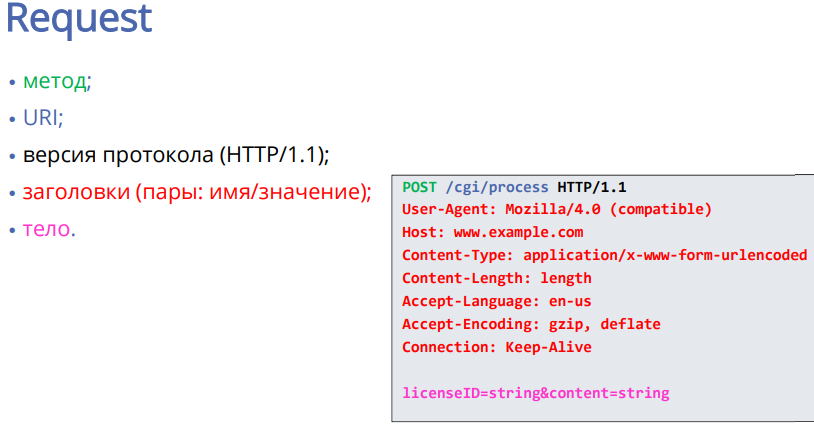 Request
• метод;
• URI;
• версия протокола (HTTP/1.1);
• заголовки (пары: имя/значение);
• тело.
POST /cgi/process HTTP/1.1
User-Agent: Mozilla/4.0 (compatible)
Host: www.example.com
Content-Type: application/x-www-form-urlencoded
Content-Length: length
Accept-Language: en-us
Accept-Encoding: gzip, deflate
Connection: Keep-Alive
licenseID=string&content=string